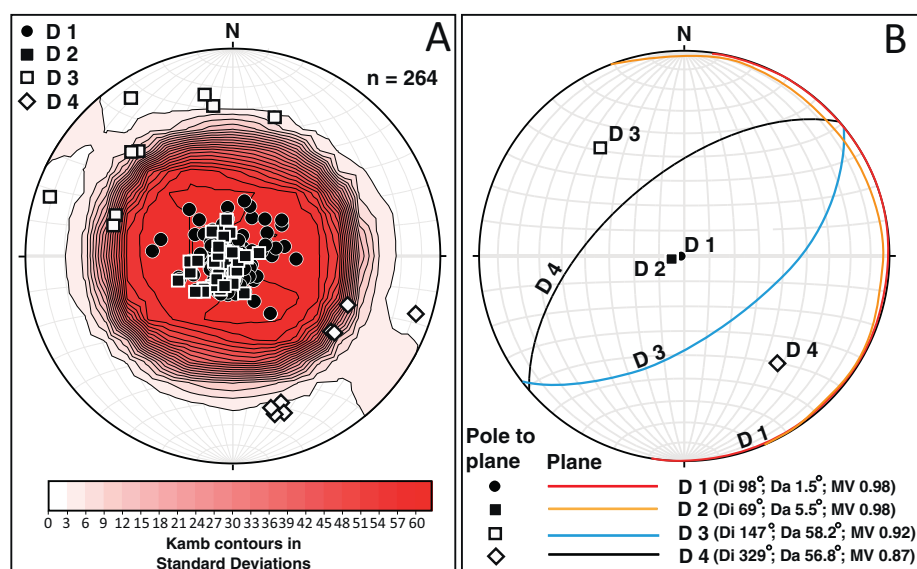 N
A
D 1
D 2
D 3
D 4
n = 264
0 3 6 9 12 15 18 21 24 27 30 33 36 39 42 45 48 51 54 57 60
Kamb contours in
Standard Deviations
N
B
D 3
D 1
D 2
D 4
D 3
D 4
D 1
Pole to
plane
Plane
D 1 (Di 98°; Da 1.5°; MV 0.98)
D 2 (Di 69°; Da 5.5°; MV 0.98)
D 3 (Di 147°; Da 58.2°; MV 0.92)
D 4 (Di 329°; Da 56.8°; MV 0.87)